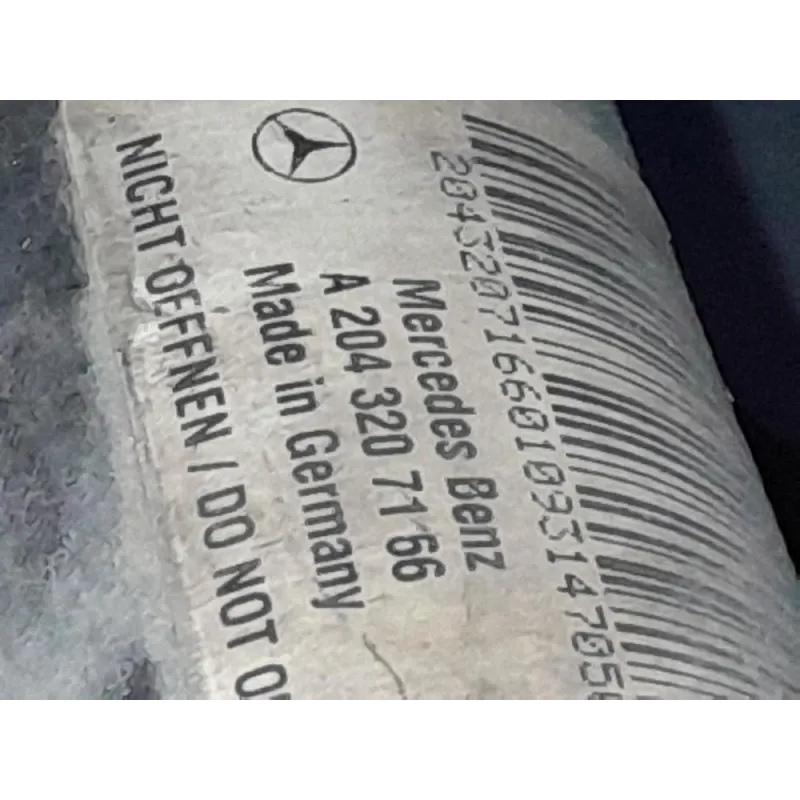 20432071660109314705
Mercedes Benz
A 204 320 71 66
Made in Germany
NICHT OEFFNEN / DO NOT O